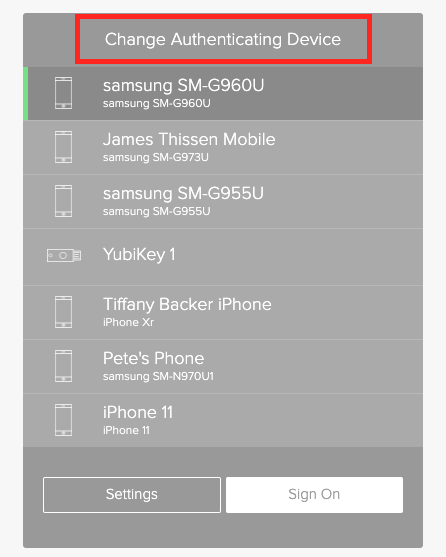 Change Authenticating Device
samsung SM-G960U
samsung SM-G960U
James Thissen Mobile
samsung SM-G973U
samsung SM-G955U
samsung SM-G955U
YubiKey 1
Tiffany Backer iPhone
iPhone Xr
Pete's Phone
samsung SM-N970U1
iPhone 11
iPhone 11
Settings
Sign On